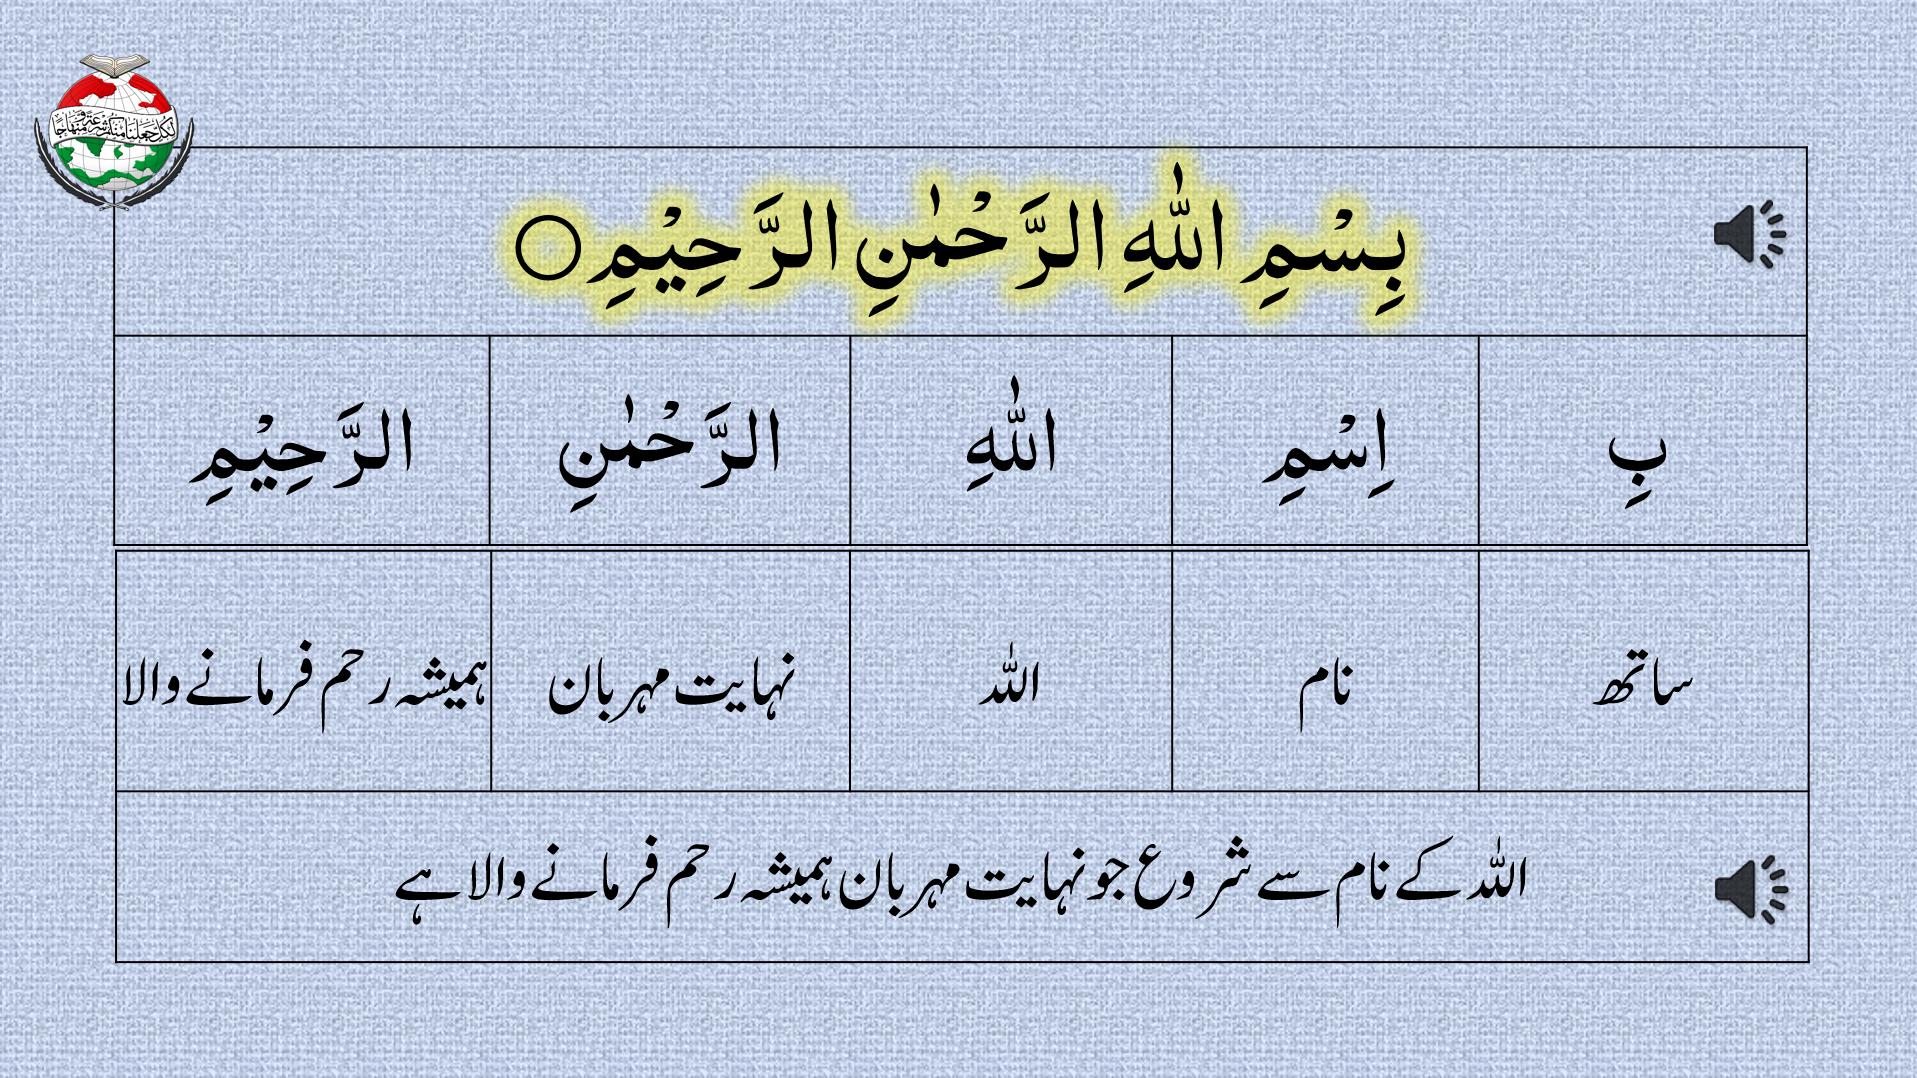 لِكُلٍّ جَعَلْنَا مِنْكُمْ شِرْعَةً وَّمِنْهَاجًا
بِسْمِ اللّٰهِ الرَّحْمٰنِ الرَّحِيْمِ○
بِ اِسْمِ اللّٰهِ الرَّحْمٰنِ الرَّحِيْمِ
ساتھ نام اللہ نہایت مہربان ہمیشہ رحم فرمانے والا
اللہ کے نام سے شروع جو نہایت مہربان ہمیشہ رحم فرمانے والا ہے